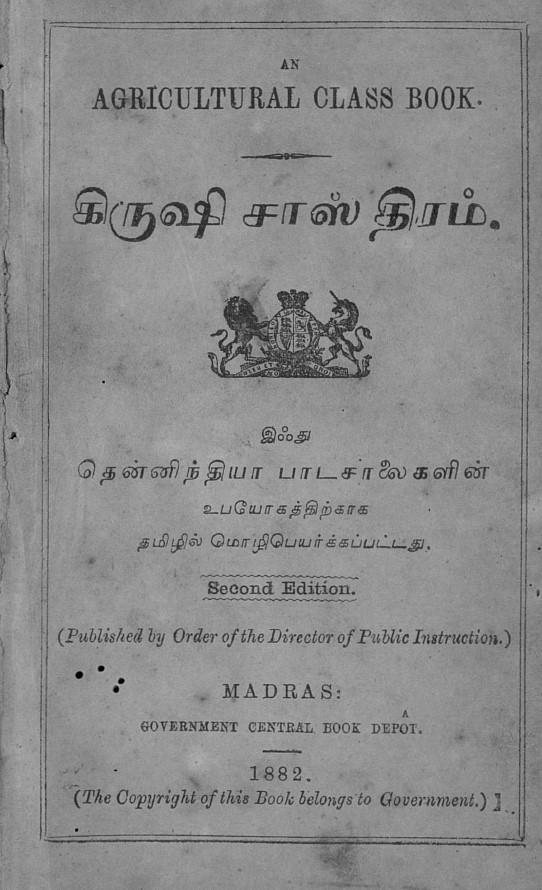 AN
AGRICULTURAL CLASS BOOK.
கிருஷி சாஸ்திரம்.
இஃது
தென்னிந்தியா பாடசாலைகளின்
உபயோகத்திற்காக
தமிழில் மொழிபெயர்க்கப்பட்டது.
Second Edition.
(Published by Order of the Director of Public Instruction.)
MADRAS:
GOVERNMENT CENTRAL BOOK DEPÔT.
1882.
(The Copyright of this Book belongs to Government.) ]